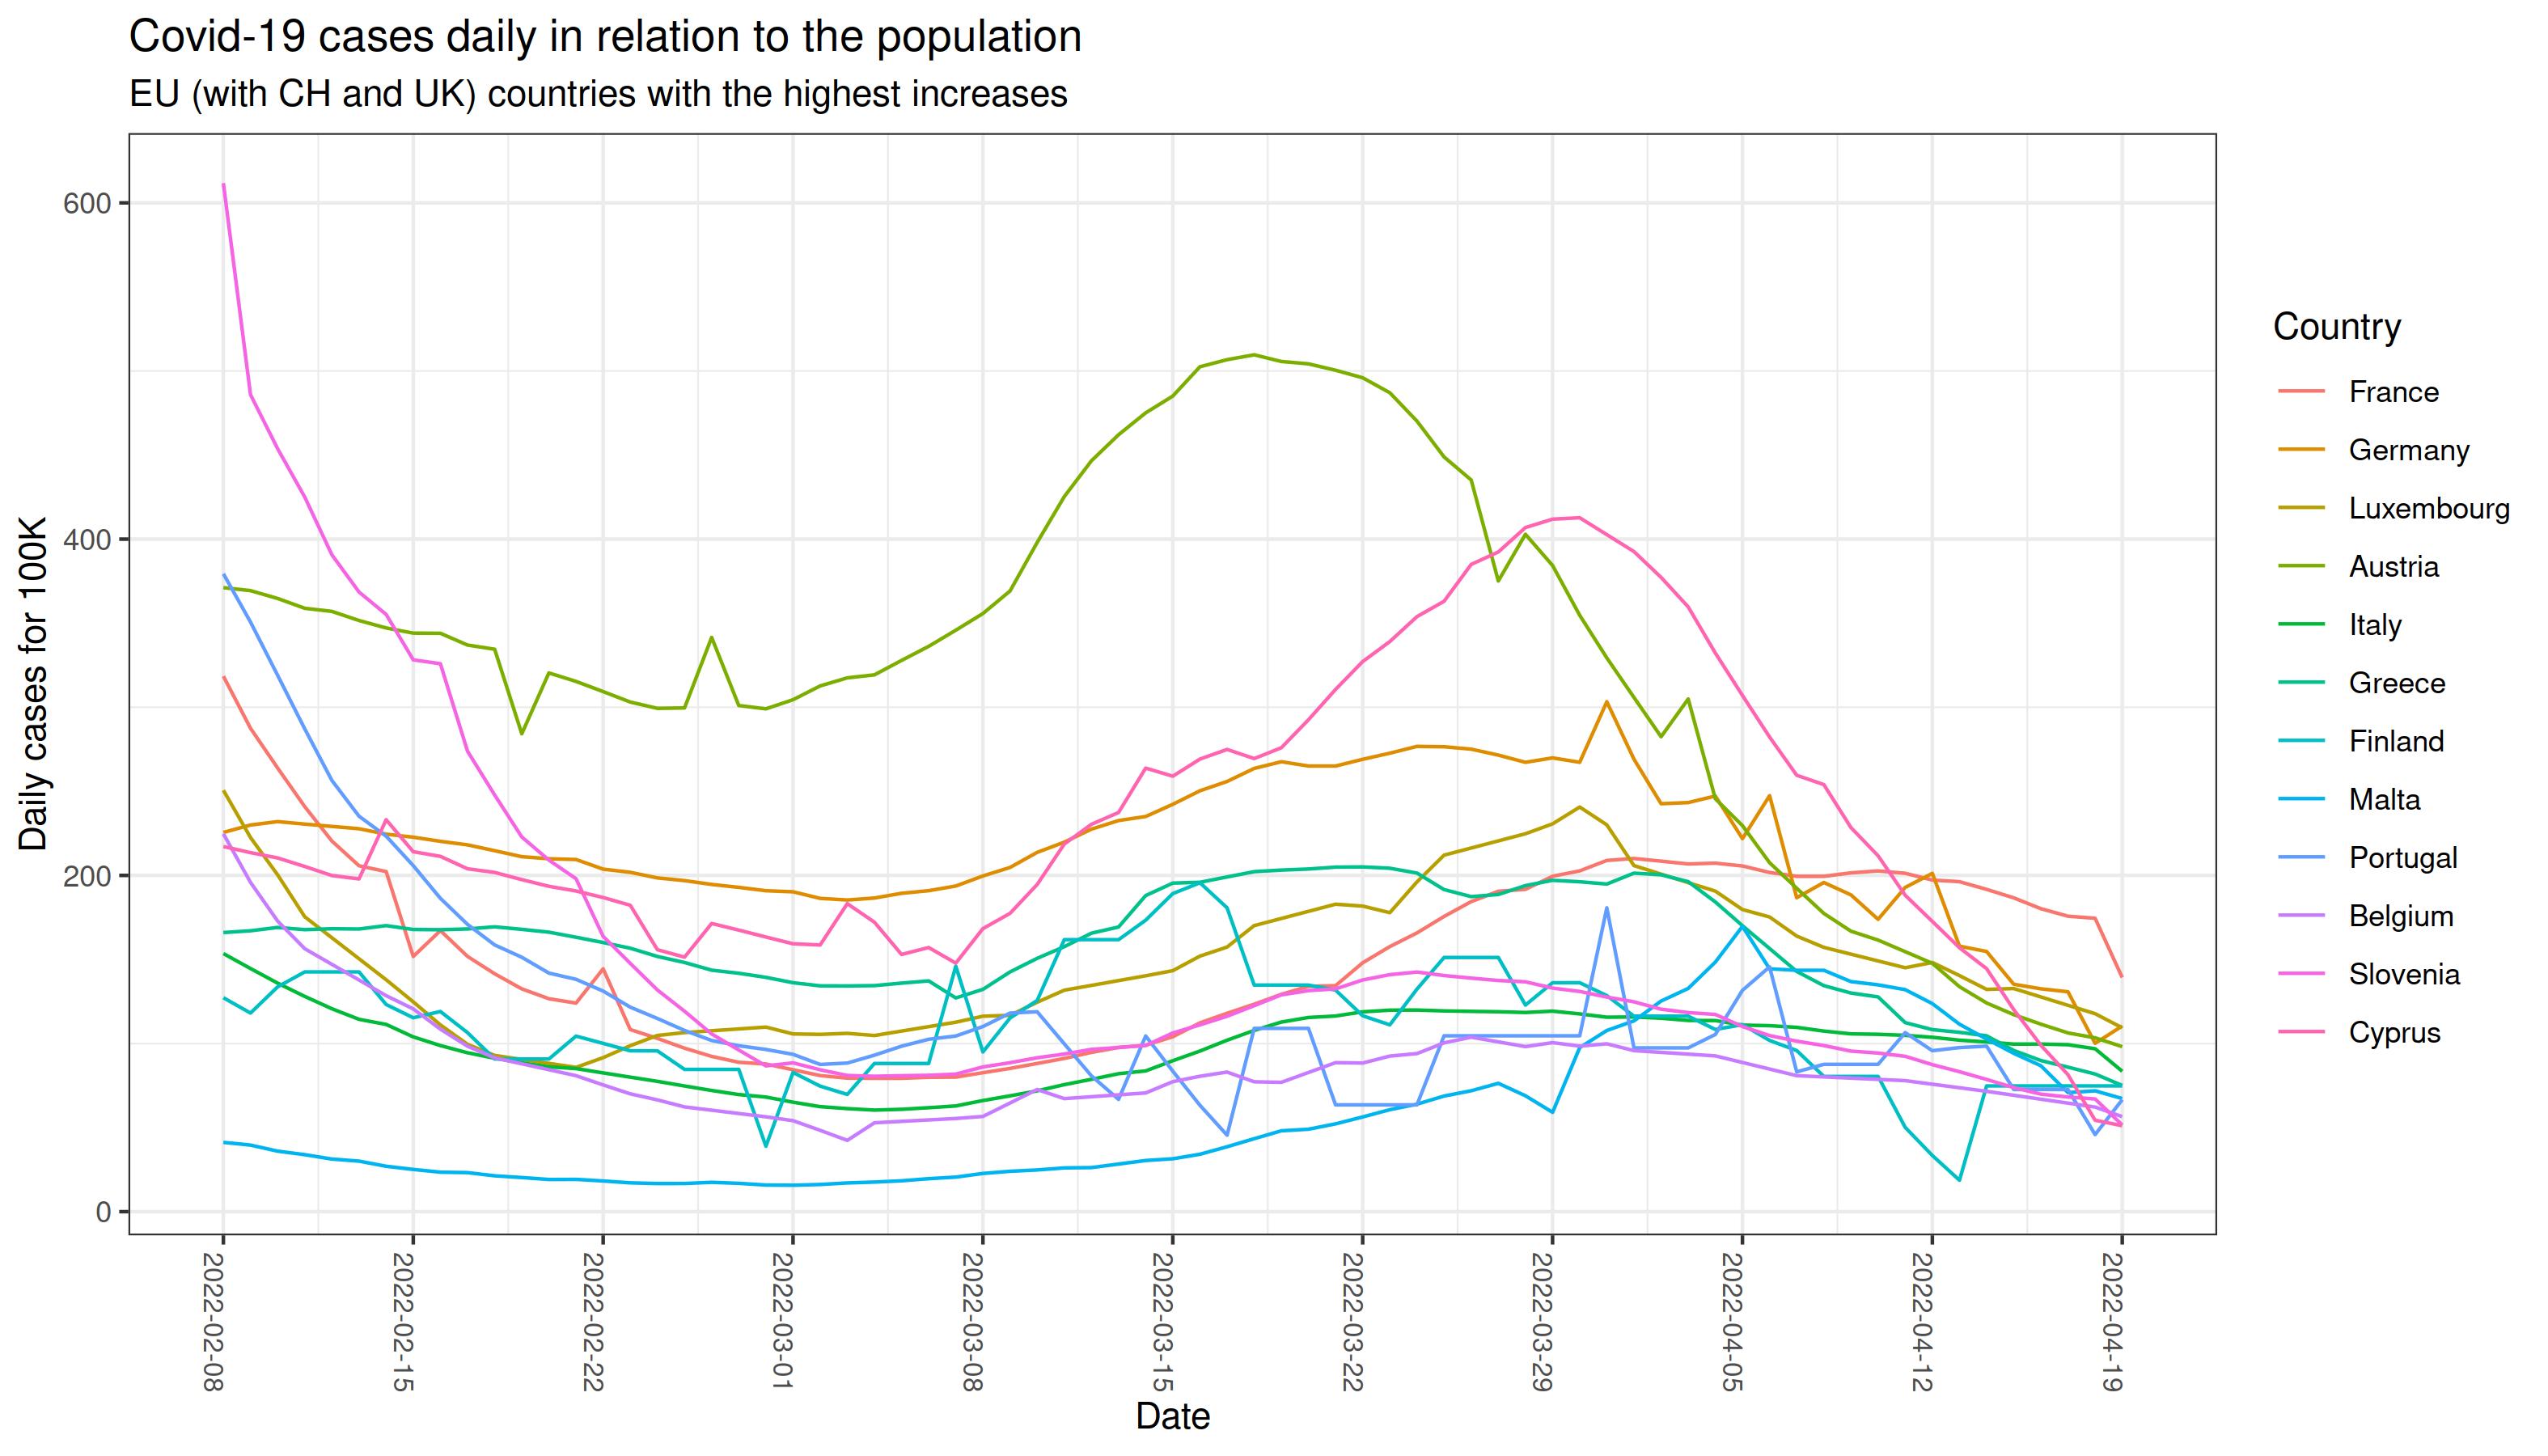 Covid-19 cases daily in relation to the population
EU (with CH and UK) countries with the highest increases
Daily cases for 100K
600
400
200
0
2022-02-08
2022-02-15
2022-02-22
2022-03-01
2022-03-08
2022-03-15
2022-03-22
2022-03-29
2022-04-05
2022-04-12
2022-04-19
Date
Country
France
Germany
Luxembourg
Austria
Italy
Greece
Finland
Malta
Portugal
Belgium
Slovenia
Cyprus